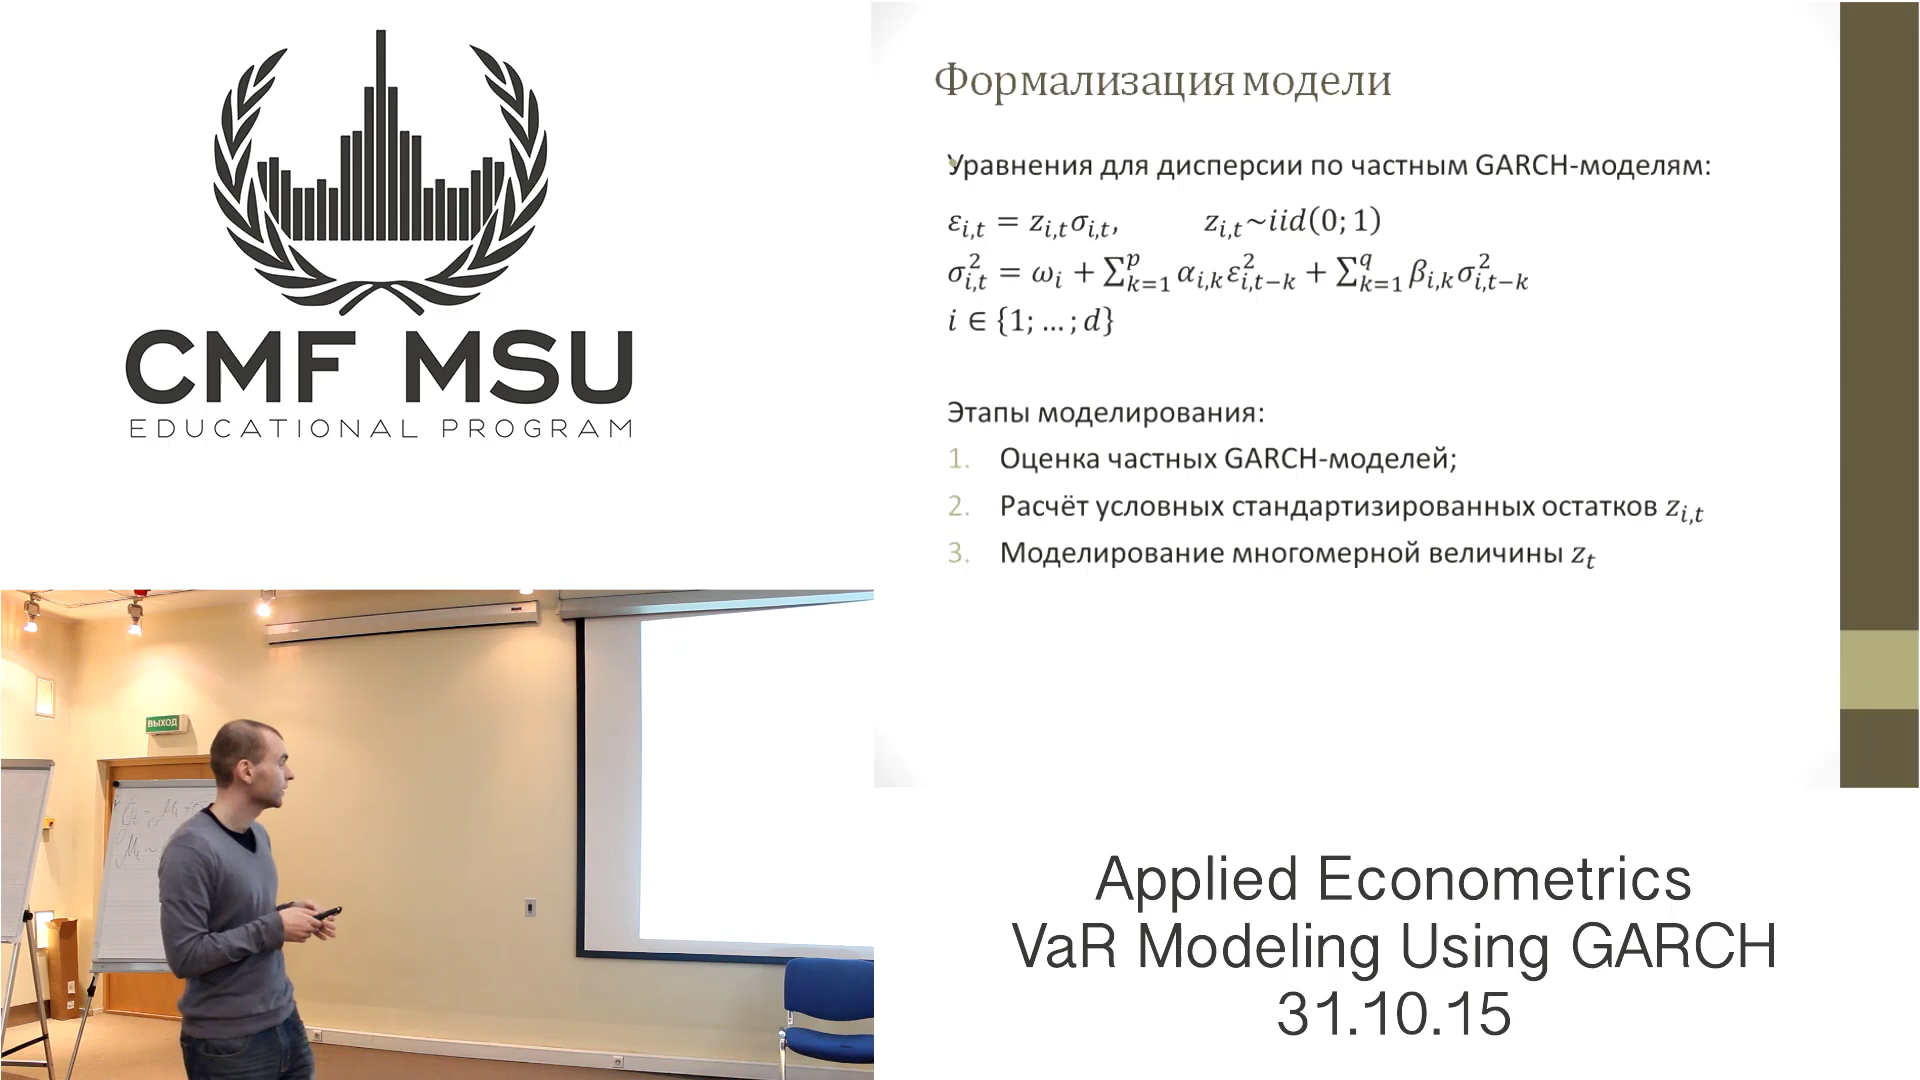 CMF MSU
EDUCATIONAL PROGRAM
Формализация модели
Уравнения для дисперсии по частным GARCH-моделям:
εᵢ,ₜ = zᵢ,ₜσᵢ,ₜ, zᵢ,ₜ~iid(0; 1)
σ²ᵢ,ₜ = ωᵢ + ∑ᵖₖ₌₁ αᵢ,ₖε²ᵢ,ₜ₋ₖ + ∑^q_{k=1} βᵢ,ₖσ²ᵢ,ₜ₋ₖ
i ∈ {1; … ; d}
Этапы моделирования:
1. Оценка частных GARCH-моделей;
2. Расчёт условных стандартизированных остатков zᵢ,ₜ
3. Моделирование многомерной величины zₜ
ВЫХОД
Applied Econometrics
VaR Modeling Using GARCH
31.10.15